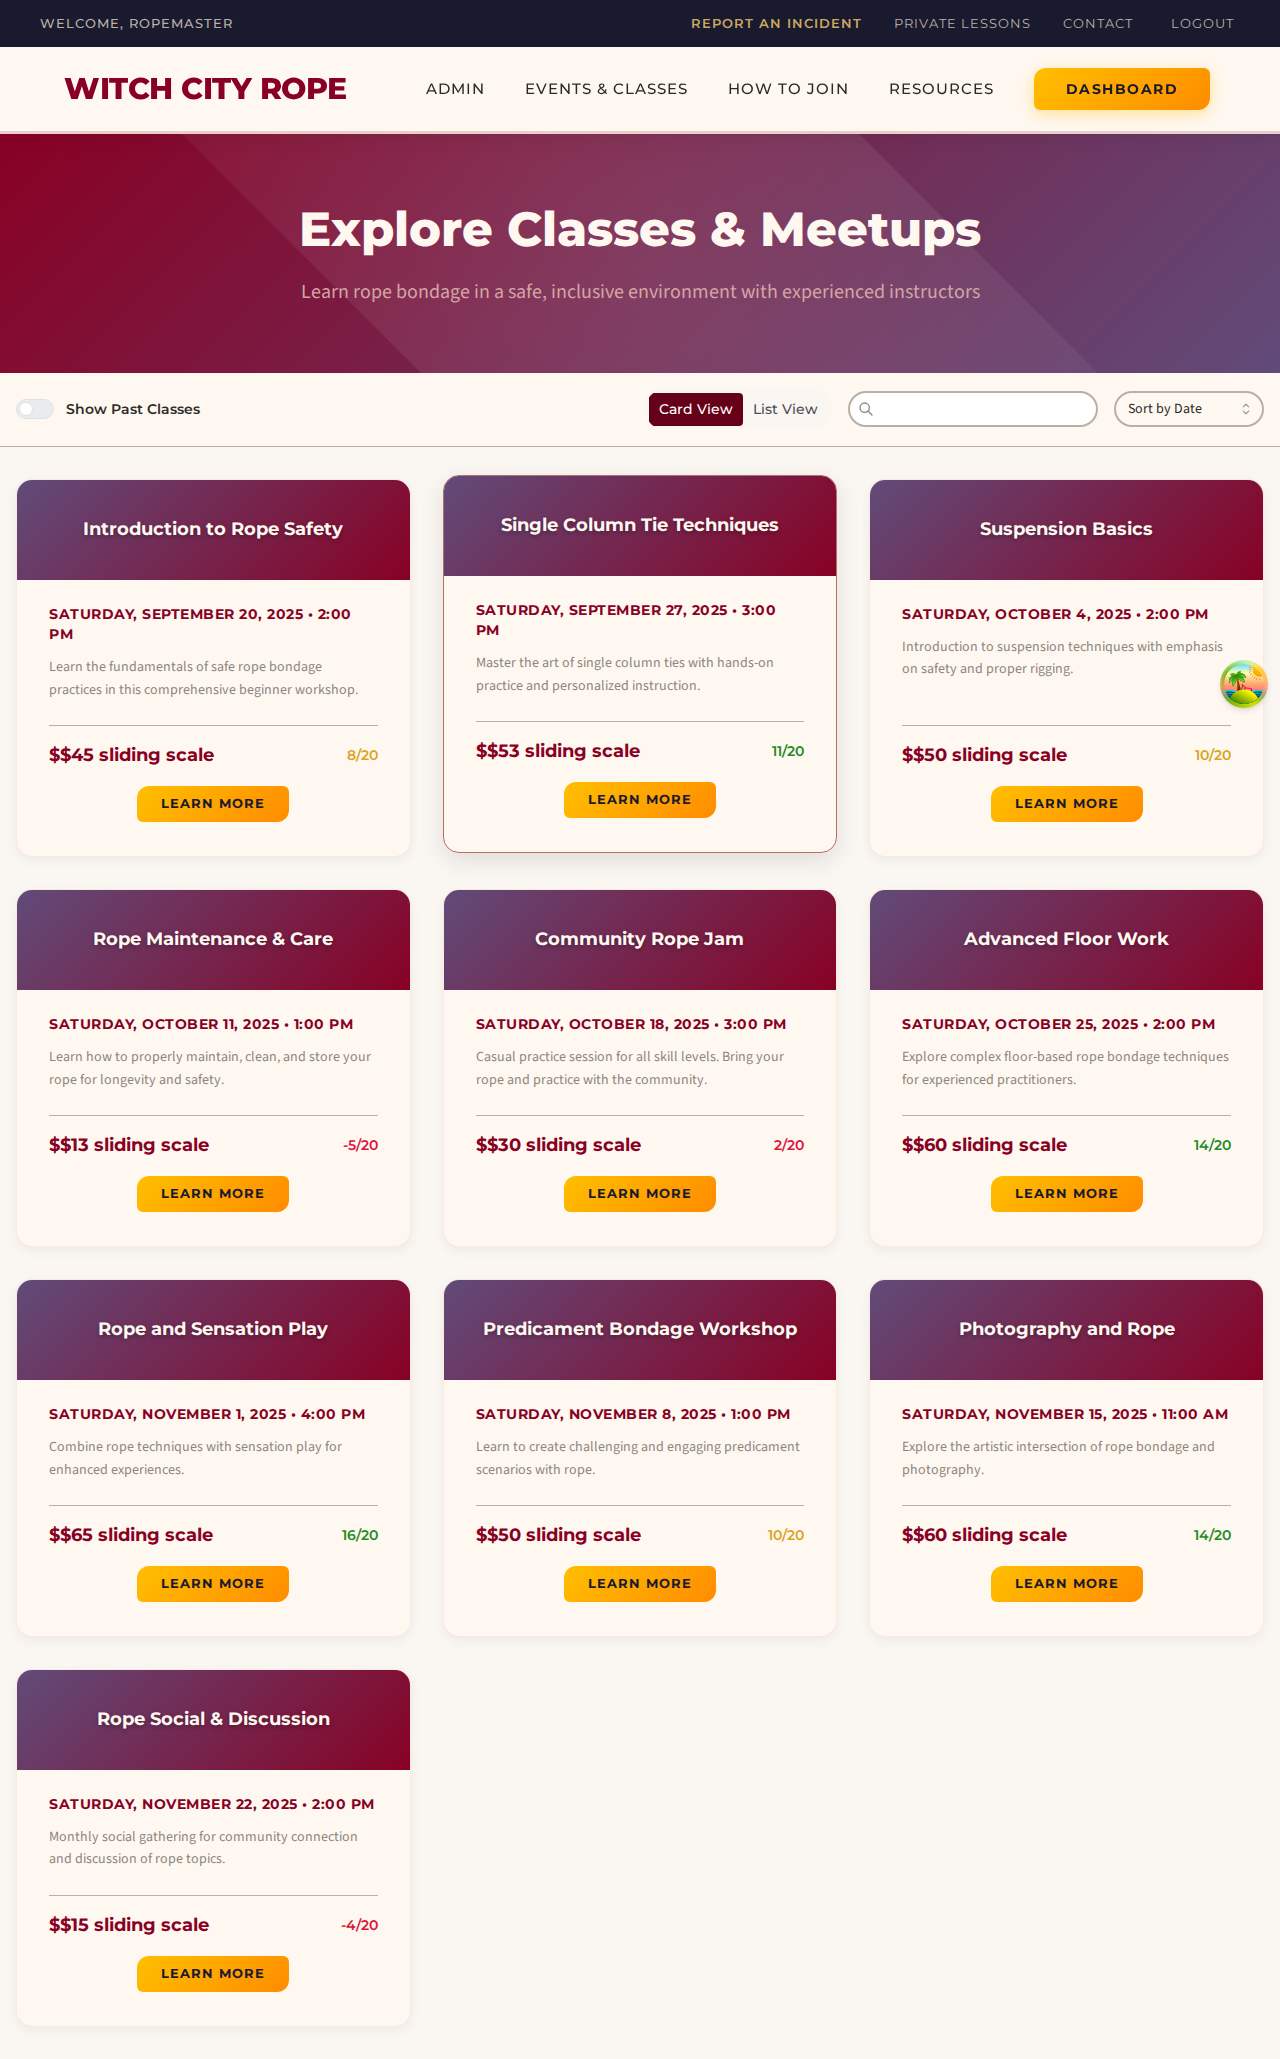 WELCOME, ROPEMASTER
REPORT AN INCIDENT PRIVATE LESSONS CONTACT LOGOUT
WITCH CITY ROPE
ADMIN EVENTS & CLASSES HOW TO JOIN RESOURCES DASHBOARD
Explore Classes & Meetups
Learn rope bondage in a safe, inclusive environment with experienced instructors
Show Past Classes
Card View List View
Sort by Date
Introduction to Rope Safety
SATURDAY, SEPTEMBER 20, 2025 • 2:00
PM
Learn the fundamentals of safe rope bondage
practices in this comprehensive beginner workshop.
$$45 sliding scale 8/20
LEARN MORE
Single Column Tie Techniques
SATURDAY, SEPTEMBER 27, 2025 • 3:00
PM
Master the art of single column ties with hands-on
practice and personalized instruction.
$$53 sliding scale 11/20
LEARN MORE
Suspension Basics
SATURDAY, OCTOBER 4, 2025 • 2:00 PM
Introduction to suspension techniques with emphasis
on safety and proper rigging.
$$50 sliding scale 10/20
LEARN MORE
Rope Maintenance & Care
SATURDAY, OCTOBER 11, 2025 • 1:00 PM
Learn how to properly maintain, clean, and store your
rope for longevity and safety.
$$13 sliding scale -5/20
LEARN MORE
Community Rope Jam
SATURDAY, OCTOBER 18, 2025 • 3:00 PM
Casual practice session for all skill levels. Bring your
rope and practice with the community.
$$30 sliding scale 2/20
LEARN MORE
Advanced Floor Work
SATURDAY, OCTOBER 25, 2025 • 2:00 PM
Explore complex floor-based rope bondage techniques
for experienced practitioners.
$$60 sliding scale 14/20
LEARN MORE
Rope and Sensation Play
SATURDAY, NOVEMBER 1, 2025 • 4:00 PM
Combine rope techniques with sensation play for
enhanced experiences.
$$65 sliding scale 16/20
LEARN MORE
Predicament Bondage Workshop
SATURDAY, NOVEMBER 8, 2025 • 1:00 PM
Learn to create challenging and engaging predicament
scenarios with rope.
$$50 sliding scale 10/20
LEARN MORE
Photography and Rope
SATURDAY, NOVEMBER 15, 2025 • 11:00 AM
Explore the artistic intersection of rope bondage and
photography.
$$60 sliding scale 14/20
LEARN MORE
Rope Social & Discussion
SATURDAY, NOVEMBER 22, 2025 • 2:00 PM
Monthly social gathering for community connection
and discussion of rope topics.
$$15 sliding scale -4/20
LEARN MORE